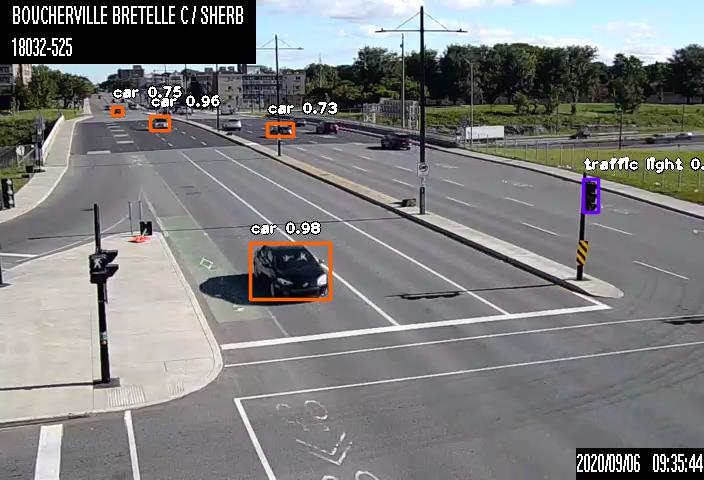 BOUCHERVILLE BRETELLE C / SHERB
18032-525
car 0.75
car 0.96
car 0.73
traffic light 0.
car 0.98
2020/09/06 09:35:44